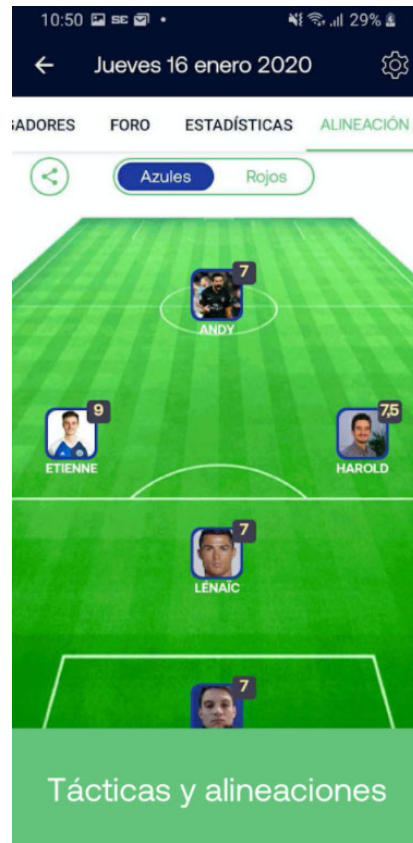 10:50 SE 29%
Jueves 16 enero 2020
ADORES FORO ESTADÍSTICAS ALINEACIÓN
Azules Rojos
7
ANDY
9
ETIENNE
7,5
HAROLD
7
LÉNAÏC
7
Tácticas y alineaciones